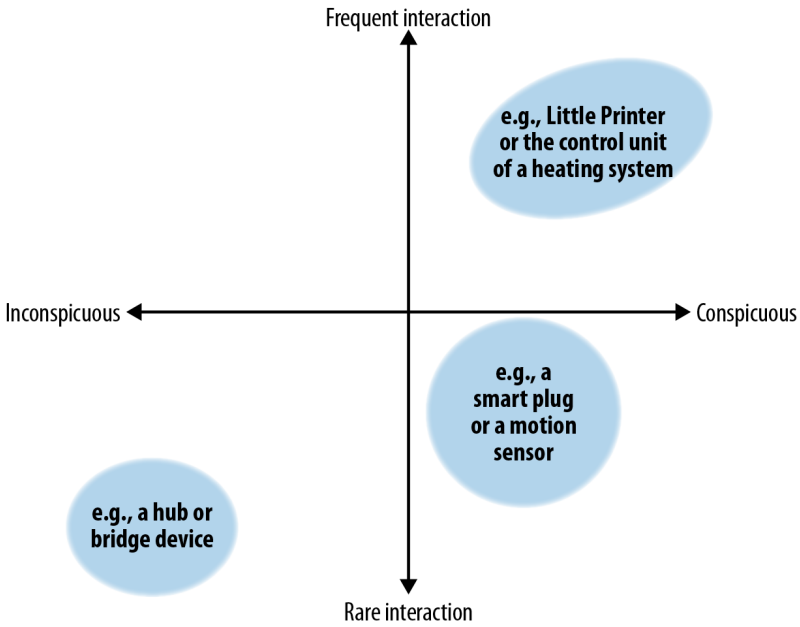 Frequent interaction
e.g., Little Printer
or the control unit
of a heating system
Inconspicuous
Conspicuous
e.g., a
smart plug
or a motion
sensor
e.g., a hub or
bridge device
Rare interaction